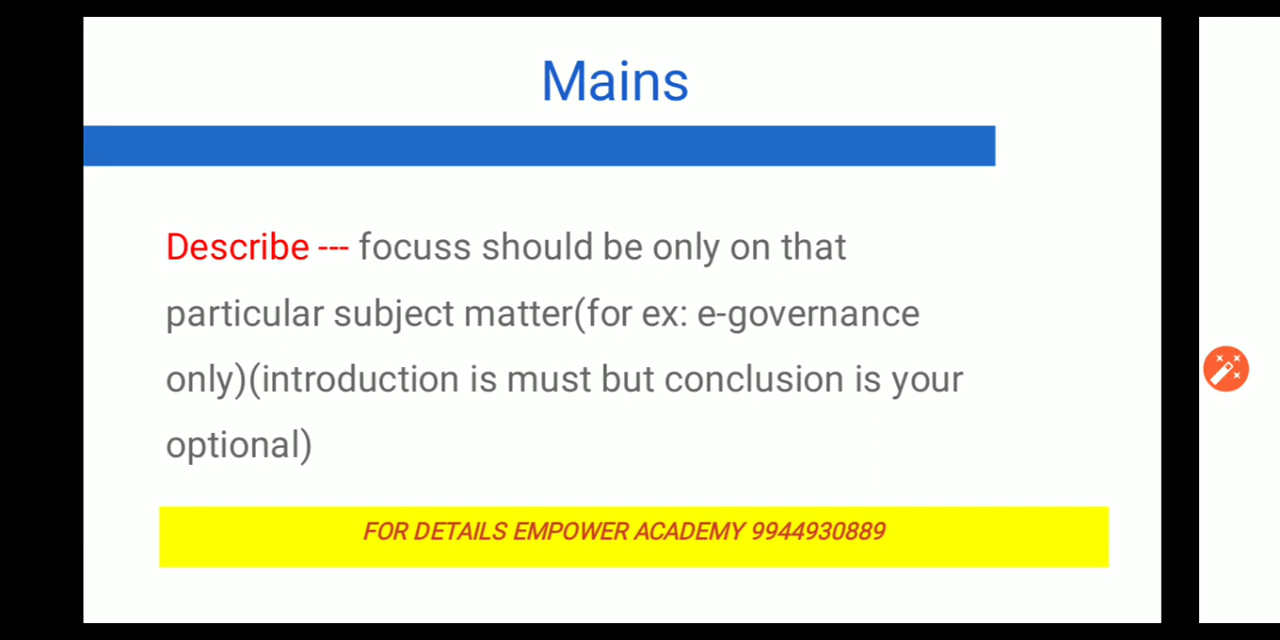 Mains
Describe --- focuss should be only on that
particular subject matter(for ex: e-governance
only)(introduction is must but conclusion is your
optional)
FOR DETAILS EMPOWER ACADEMY 9944930889